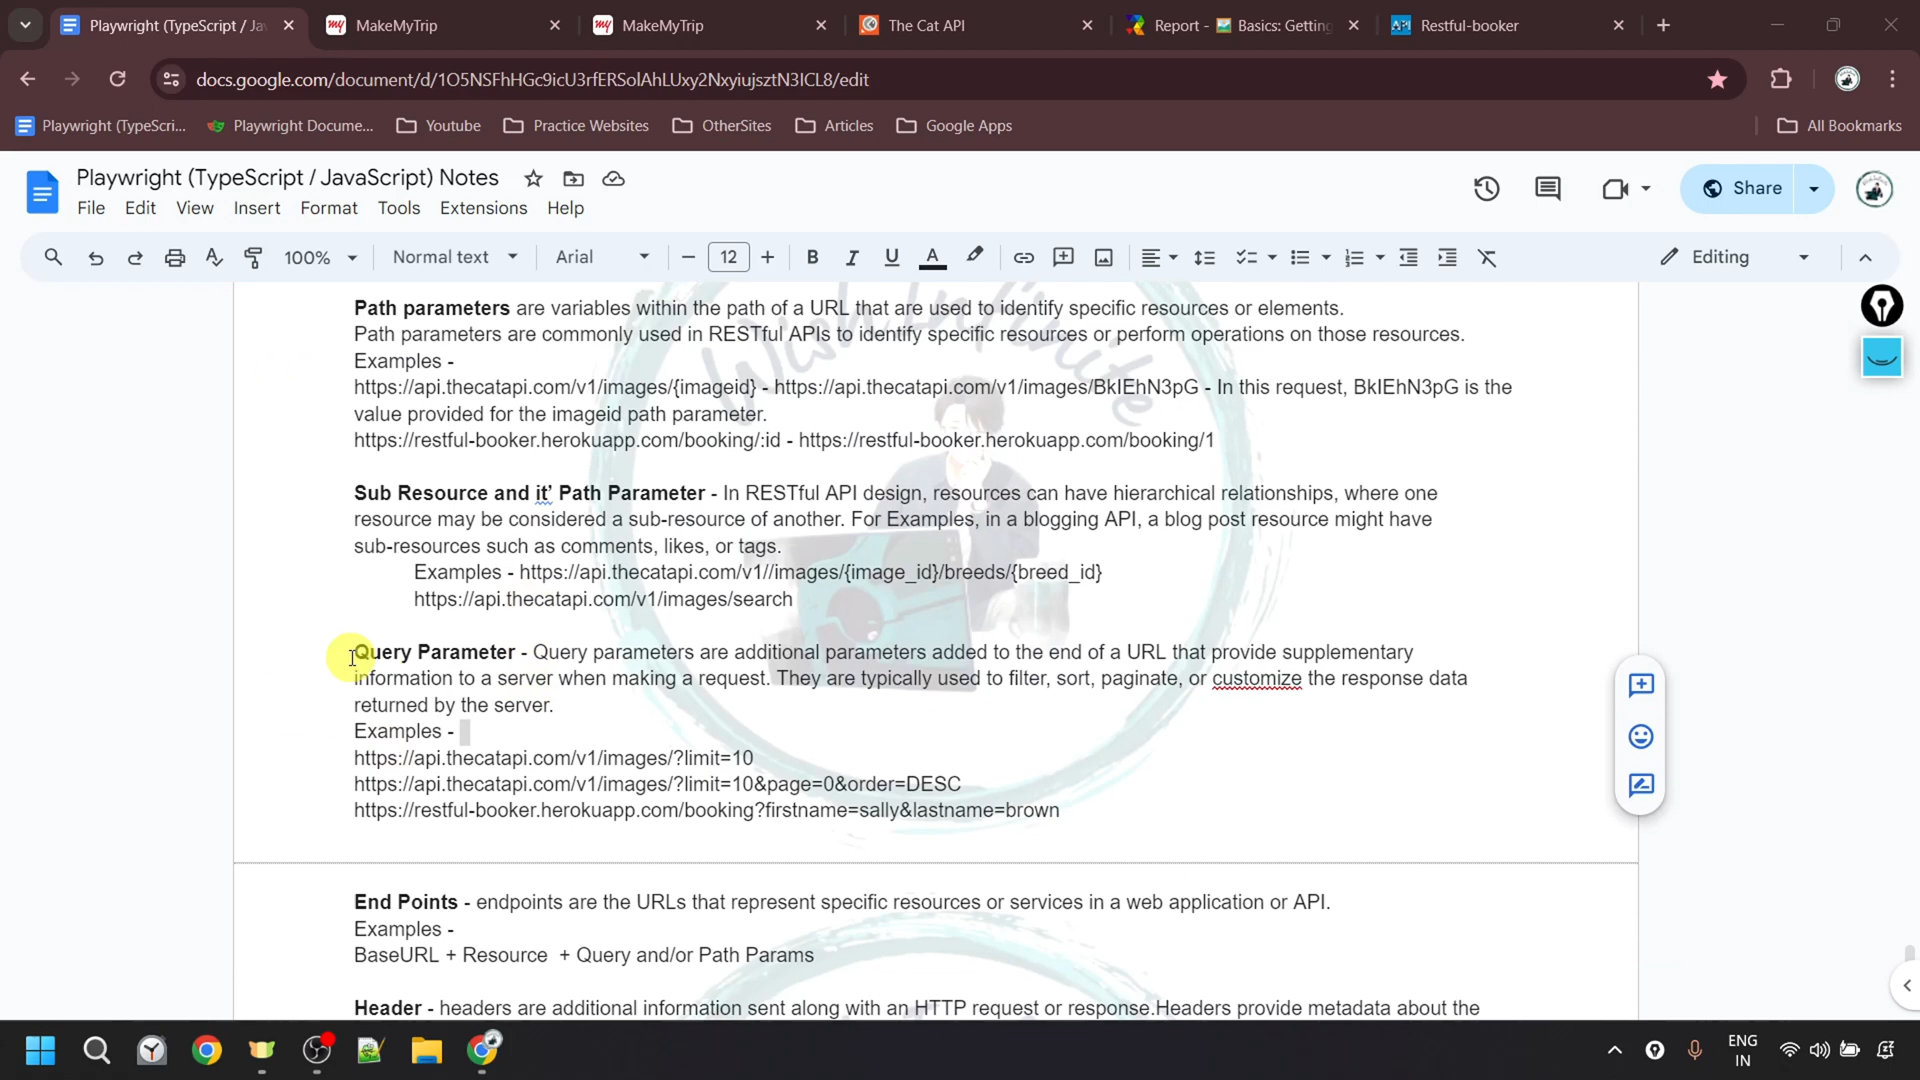 Playwright (TypeScript / Ja
MakeMyTrip
MakeMyTrip
The Cat API
Report - 🖼️ Basics: Getting
Restful-booker
docs.google.com/document/d/1O5NSFhHGc9icU3rfERSolAhLUxy2NxyiujsztN3ICL8/edit
Playwright (TypeScri...
Playwright Docume...
Youtube
Practice Websites
OtherSites
Articles
Google Apps
All Bookmarks
Playwright (TypeScript / JavaScript) Notes
Share
File Edit View Insert Format Tools Extensions Help
100% Normal text Arial 12 B I U A Editing
Path parameters are variables within the path of a URL that are used to identify specific resources or elements.
Path parameters are commonly used in RESTful APIs to identify specific resources or perform operations on those resources.
Examples -
https://api.thecatapi.com/v1/images/{imageid} - https://api.thecatapi.com/v1/images/BkIEhN3pG - In this request, BkIEhN3pG is the
value provided for the imageid path parameter.
https://restful-booker.herokuapp.com/booking/:id - https://restful-booker.herokuapp.com/booking/1
Sub Resource and it' Path Parameter - In RESTful API design, resources can have hierarchical relationships, where one
resource may be considered a sub-resource of another. For Examples, in a blogging API, a blog post resource might have
sub-resources such as comments, likes, or tags.
Examples - https://api.thecatapi.com/v1//images/{image_id}/breeds/{breed_id}
https://api.thecatapi.com/v1/images/search
Query Parameter - Query parameters are additional parameters added to the end of a URL that provide supplementary
information to a server when making a request. They are typically used to filter, sort, paginate, or customize the response data
returned by the server.
Examples -
https://api.thecatapi.com/v1/images/?limit=10
https://api.thecatapi.com/v1/images/?limit=10&page=0&order=DESC
https://restful-booker.herokuapp.com/booking?firstname=sally&lastname=brown
End Points - endpoints are the URLs that represent specific resources or services in a web application or API.
Examples -
BaseURL + Resource + Query and/or Path Params
Header - headers are additional information sent along with an HTTP request or response.Headers provide metadata about the
Wish Infinite
ENG
IN